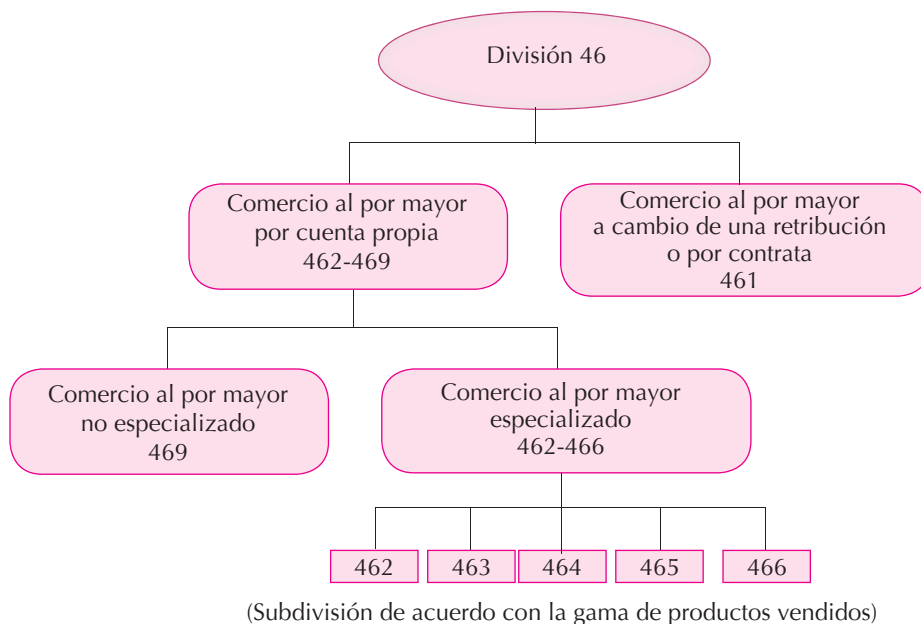 División 46
Comercio al por mayor
por cuenta propia
462-469
Comercio al por mayor
a cambio de una retribución
o por contrata
461
Comercio al por mayor
no especializado
469
Comercio al por mayor
especializado
462-466
462
463
464
465
466
(Subdivisión de acuerdo con la gama de productos vendidos)